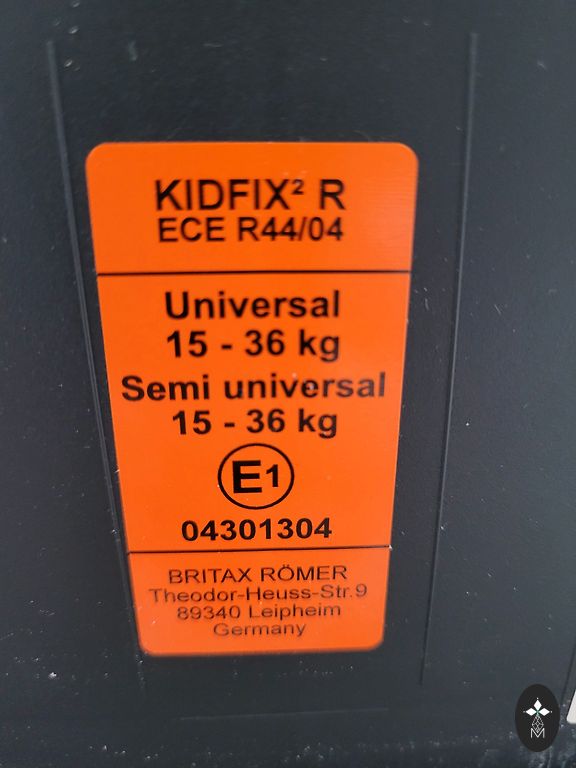 KIDFIX² R
ECE R44/04
Universal
15 - 36 kg
Semi universal
15 - 36 kg
E1
04301304
BRITAX RÖMER
Theodor-Heuss-Str.9
89340 Leipheim
Germany
M